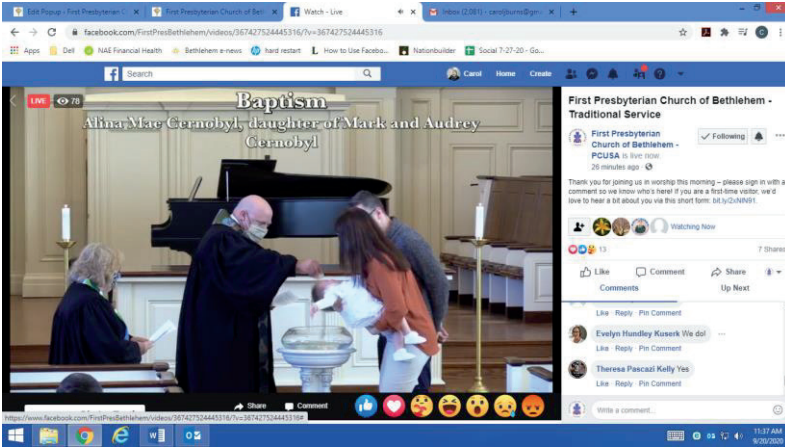 Edit Popup - First Presbyterian C
First Presbyterian Church of Beth
Watch - Live
Inbox (2,081) - caroljburns@gm
facebook.com/FirstPresBethlehem/videos/367427524445316/?v=367427524445316
Apps
Dell
NAE Financial Health
Bethlehem e-news
hard restart
How to Use Facebo...
Nationbuilder
Social 7-27-20 - Go...
Search
Carol
Home
Create
LIVE
78
Baptism
Alina Mae Cernobyl, daughter of Mark and Audrey
Cernobyl
First Presbyterian Church of Bethlehem -
Traditional Service
First Presbyterian
Church of Bethlehem -
PCUSA is live now.
26 minutes ago
Following
Thank you for joining us in worship this morning – please sign in with a
comment so we know who's here! If you are a first-time visitor, we'd
love to hear a bit about you via this short form: bit.ly/2xNIN91.
Watching Now
13
7 Shares
Like
Comment
Share
Comments
Up Next
Like · Reply · Pin Comment
Evelyn Hundley Kuserk We do!
Like · Reply · Pin Comment
Theresa Pascazi Kelly Yes
Like · Reply · Pin Comment
Write a comment...
Share
Comment
https://www.facebook.com/FirstPresBethlehem/videos/367427524445316/?v=367427524445316#
11:37 AM
9/20/2020